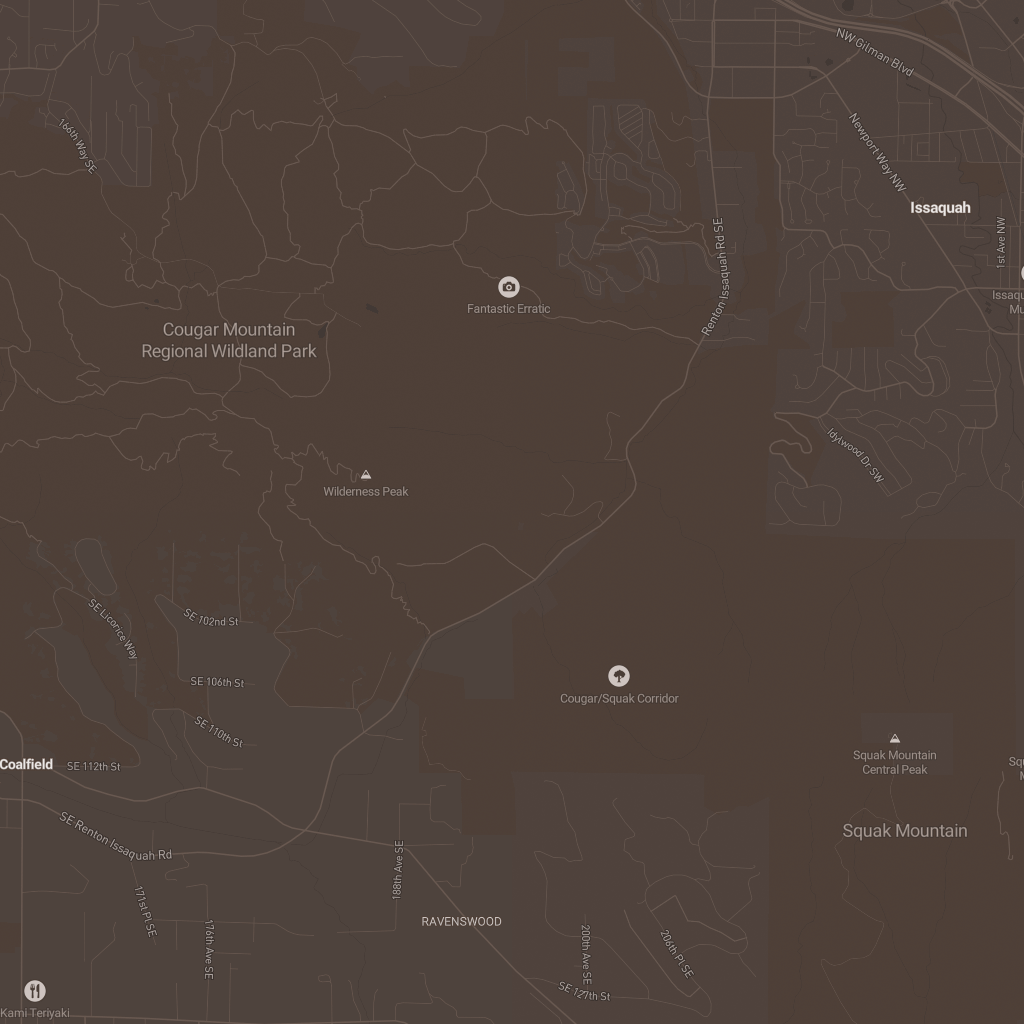 NW Gilman Blvd
166th Way SE
Newport Way NW
Issaquah
1st Ave NW
Renton Issaquah Rd SE
Fantastic Erratic
Issaqu
Mu
Cougar Mountain
Regional Wildland Park
Idylwood Dr SW
Wilderness Peak
SE Licorice Way
SE 102nd St
SE 106th St
Cougar/Squak Corridor
SE 110th St
Squak Mountain
Central Peak
Coalfield
SE 112th St
Squ
M
SE Renton Issaquah Rd
Squak Mountain
188th Ave SE
171st Pl SE
RAVENSWOOD
176th Ave SE
200th Ave SE
206th Pl SE
SE 127th St
Kami Teriyaki